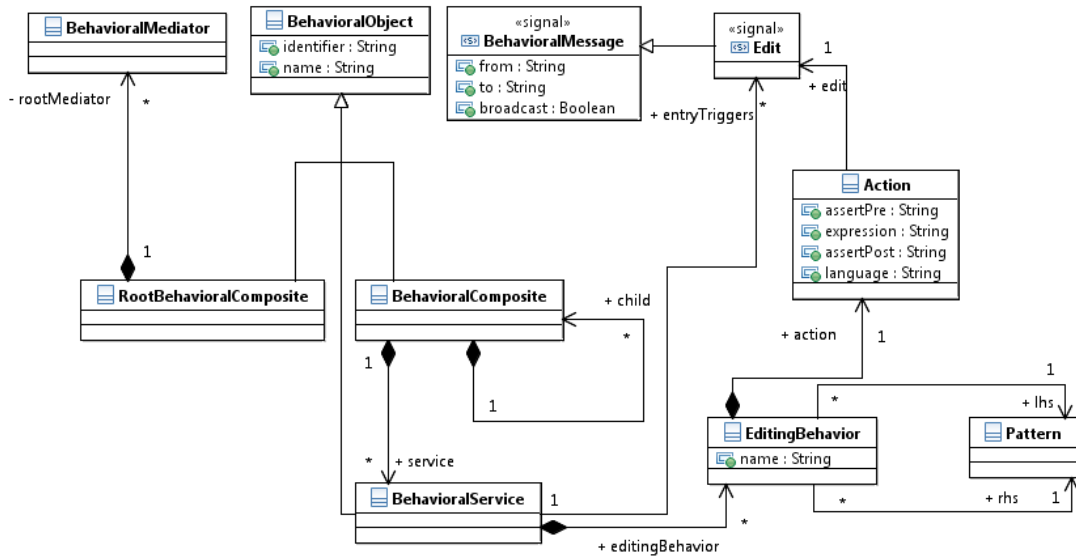 BehavioralMediator
BehavioralObject
identifier : String
name : String
«signal»
BehavioralMessage
from : String
to : String
broadcast : Boolean
«signal»
Edit
1
+ edit
- rootMediator
*
+ entryTriggers
*
Action
assertPre : String
expression : String
assertPost : String
language : String
1
RootBehavioralComposite
BehavioralComposite
+ child
*
1
1
+ action
1
*
1
+ lhs
EditingBehavior
name : String
Pattern
*
+ service
*
+ rhs
1
BehavioralService
1
*
+ editingBehavior